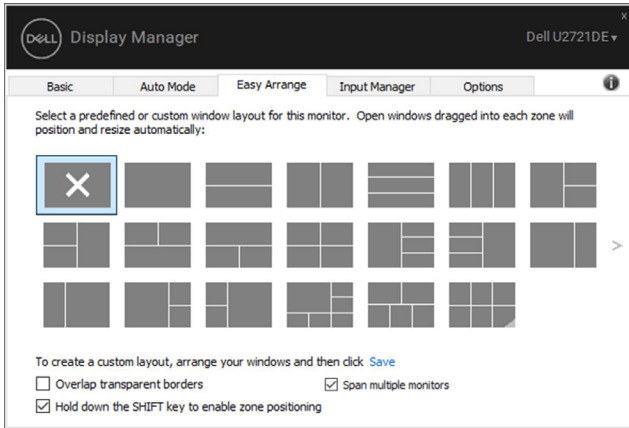 x
DELL Display Manager
Dell U2721DE
Basic Auto Mode Easy Arrange Input Manager Options i
Select a predefined or custom window layout for this monitor. Open windows dragged into each zone will
position and resize automatically:
To create a custom layout, arrange your windows and then click Save
Overlap transparent borders
Span multiple monitors
Hold down the SHIFT key to enable zone positioning